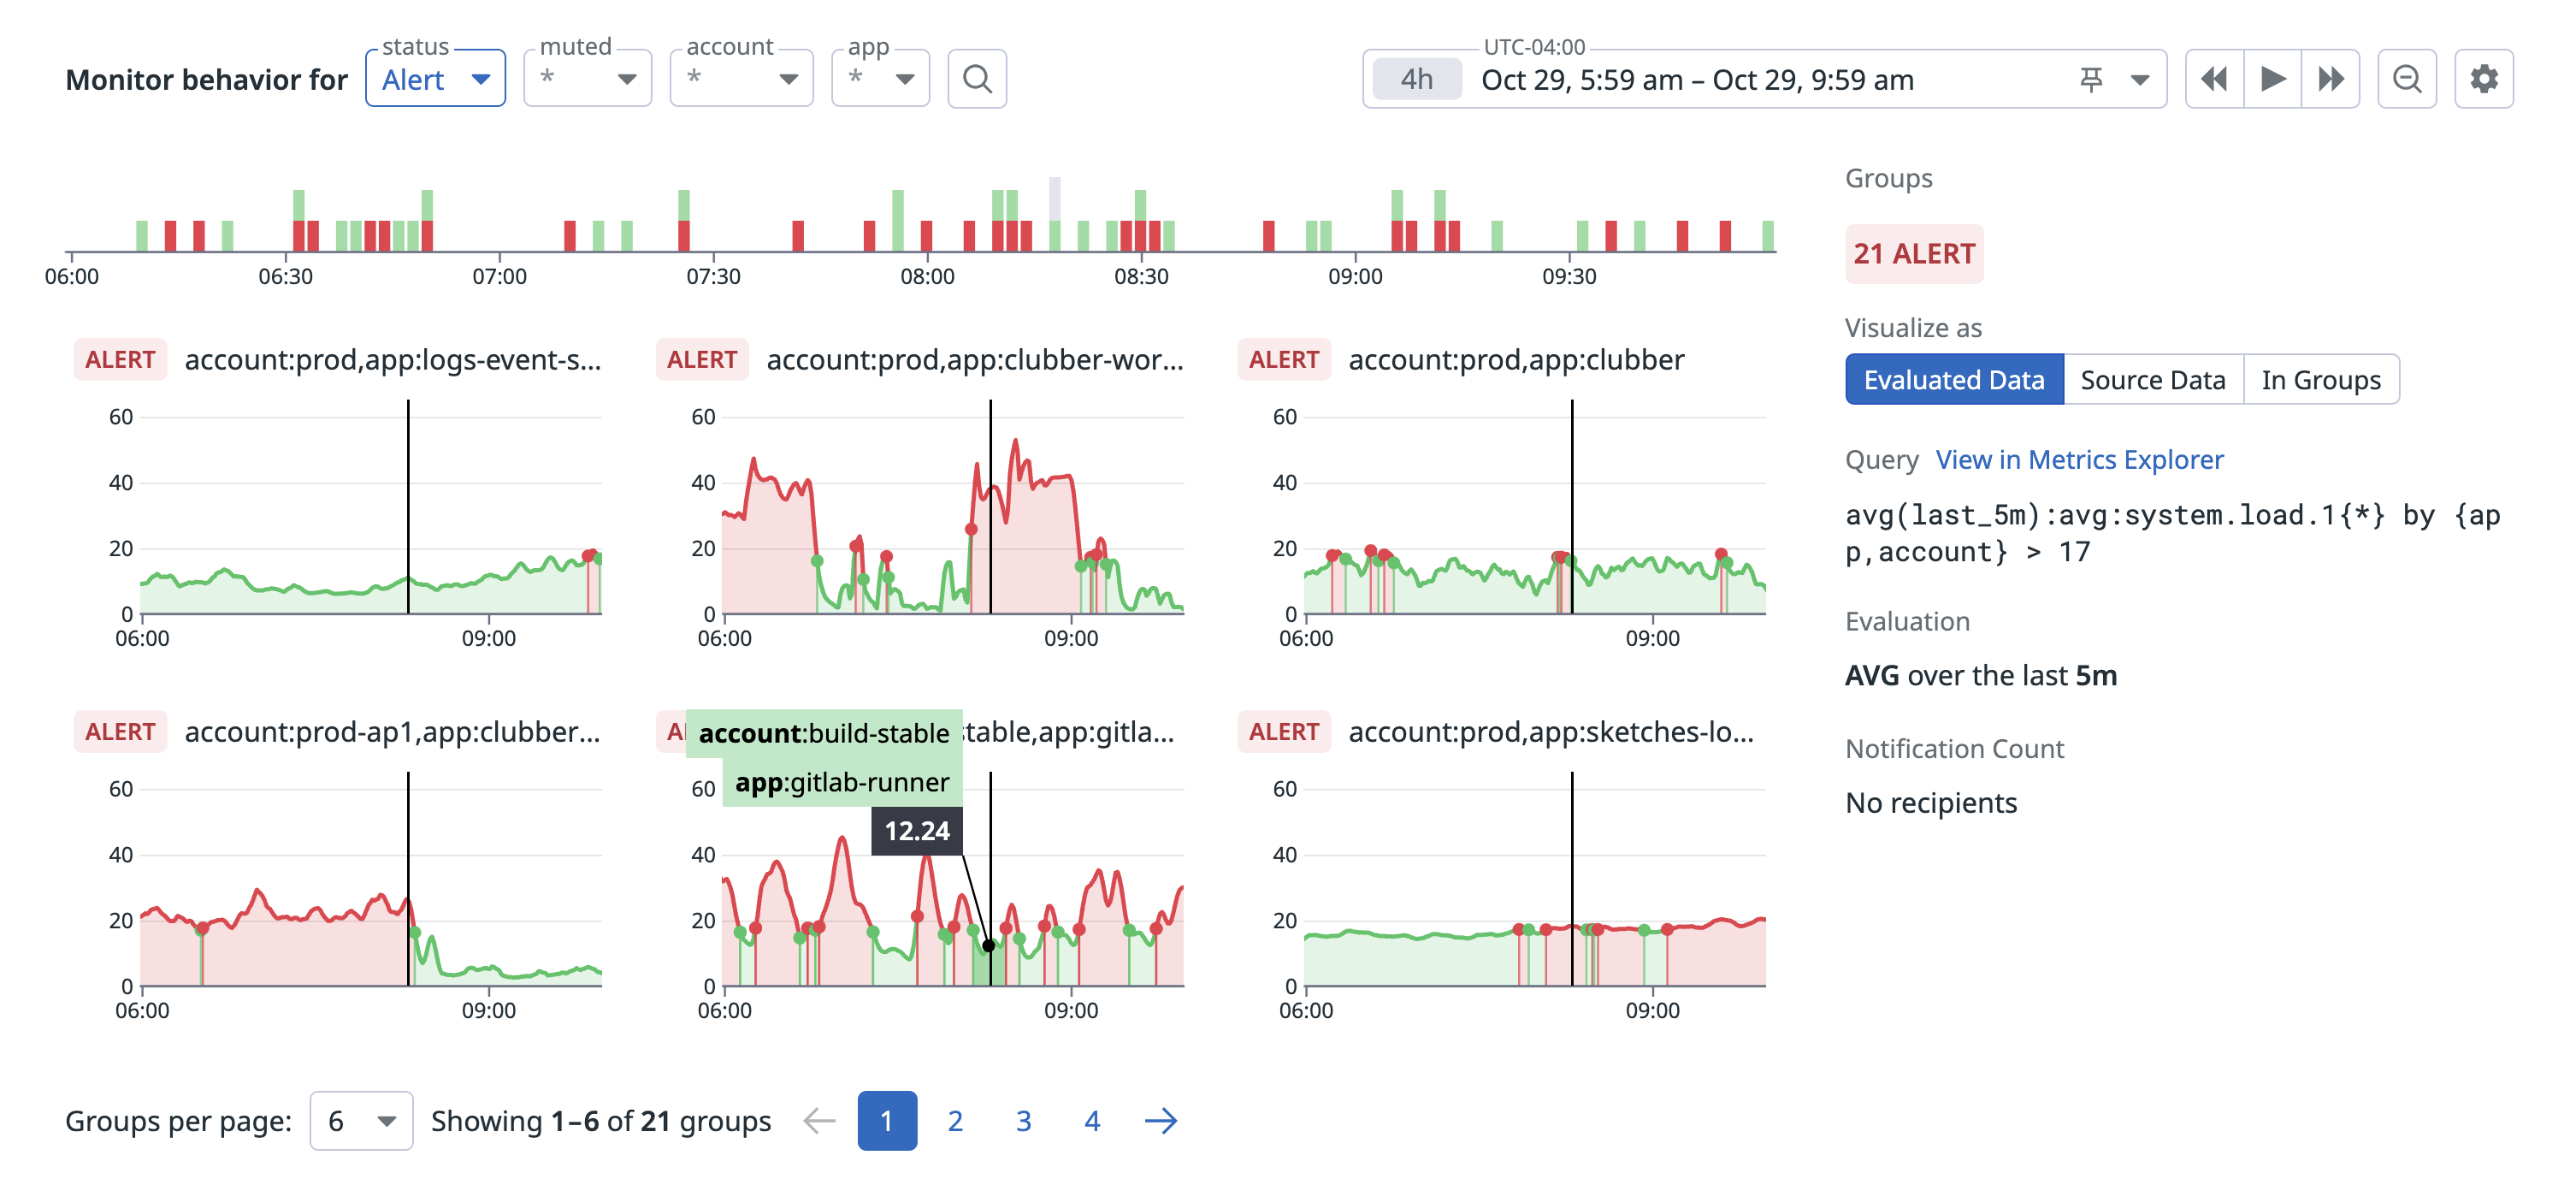 Monitor behavior for
status
Alert
muted
*
account
*
app
*
UTC-04:00
4h
Oct 29, 5:59 am – Oct 29, 9:59 am
06:00 06:30 07:00 07:30 08:00 08:30 09:00 09:30
ALERT account:prod,app:logs-event-s...
60
40
20
0
06:00 09:00
ALERT account:prod,app:clubber-wor...
60
40
20
0
06:00 09:00
ALERT account:prod,app:clubber
60
40
20
0
06:00 09:00
ALERT account:prod-ap1,app:clubber...
60
40
20
0
06:00 09:00
A
account:build-stable
stable,app:gitla...
app:gitlab-runner
12.24
60
40
20
0
06:00 09:00
ALERT account:prod,app:sketches-lo...
60
40
20
0
06:00 09:00
Groups per page: 6 Showing 1–6 of 21 groups 1 2 3 4
Groups
21 ALERT
Visualize as
Evaluated Data Source Data In Groups
Query View in Metrics Explorer
avg(last_5m):avg:system.load.1{*} by {ap
p,account} > 17
Evaluation
AVG over the last 5m
Notification Count
No recipients